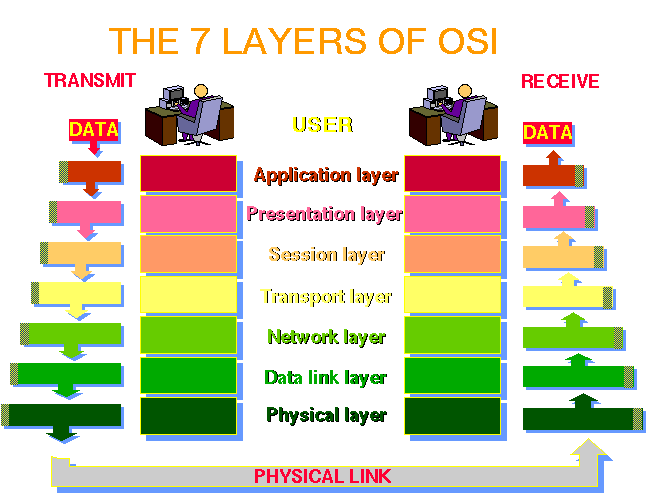 THE 7 LAYERS OF OSI
TRANSMIT
RECEIVE
DATA
USER
DATA
Application layer
Presentation layer
Session layer
Transport layer
Network layer
Data link layer
Physical layer
PHYSICAL LINK